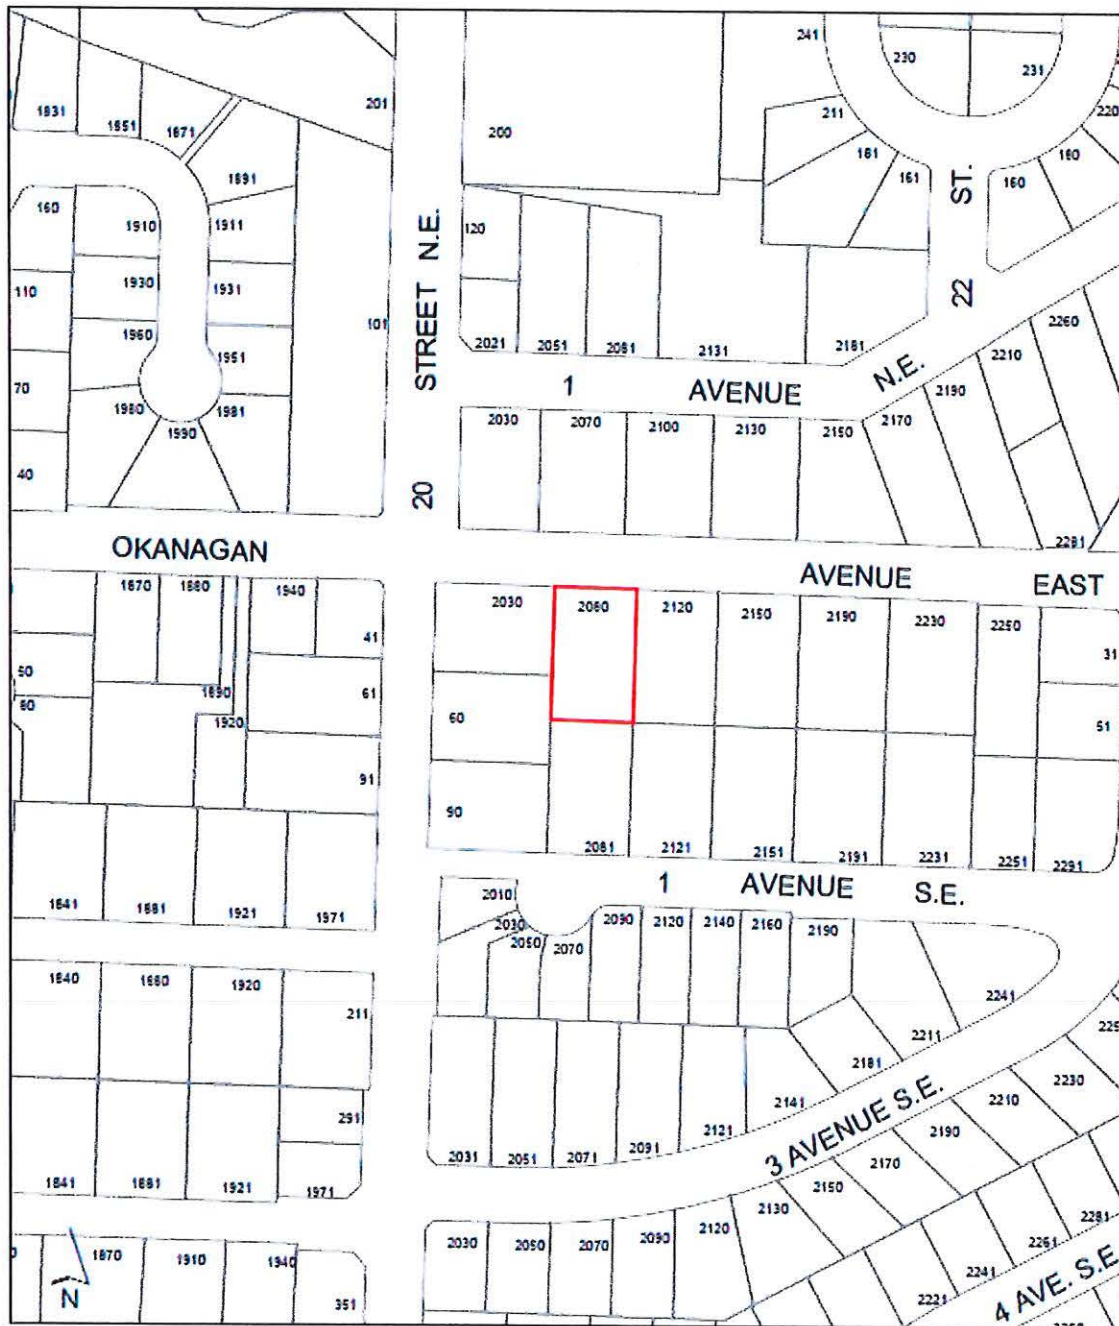 241 230 231
1831 1851 1871 201 200 211 220
1891 181 161 180 160
160 1910 1911 120 ST.
110 1930 1931 101 STREET N.E. 22 2260
1960 1951 2021 2051 2081 2131 2181 2210
70 1980 1981 1 AVENUE N.E. 2190
1990 2030 2070 2100 2130 2150 2170
40 20
OKANAGAN AVENUE EAST 2281
1870 1880 1940 2030 2080 2120 2150 2190 2230 2250
41 31
50 61 60 51
60 1890 1920
91 90
2081 2121 2151 2191 2231 2251 2291
1 AVENUE S.E.
1841 1881 1921 1971 2010 2030 2050 2070 2090 2120 2140 2160 2190
1840 1880 1920 211 2241
2211
2181 2230
291 2141 2210
2031 2051 2071 2091 2121 3 AVENUE S.E. 2190
1841 1881 1921 1971 2170
2150
2130
1870 1910 1940 2030 2050 2070 2090 2120 2281
2261
N 351 2221 2241 4 AVE. S.E.